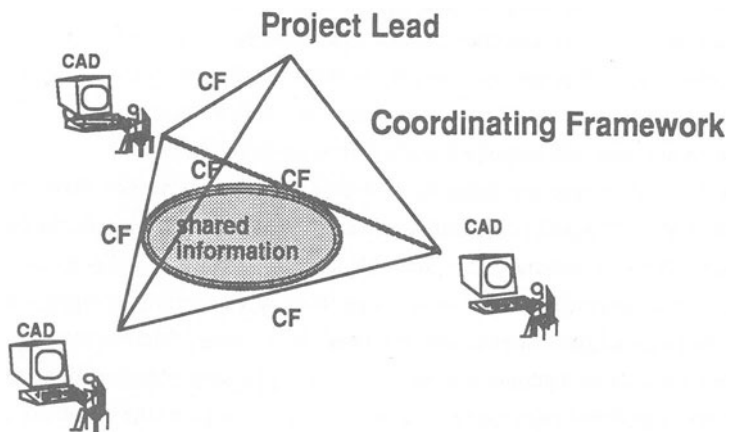 Project Lead
CAD
CF
Coordinating Framework
CF
CF
CF
shared
information
CAD
CF
CAD